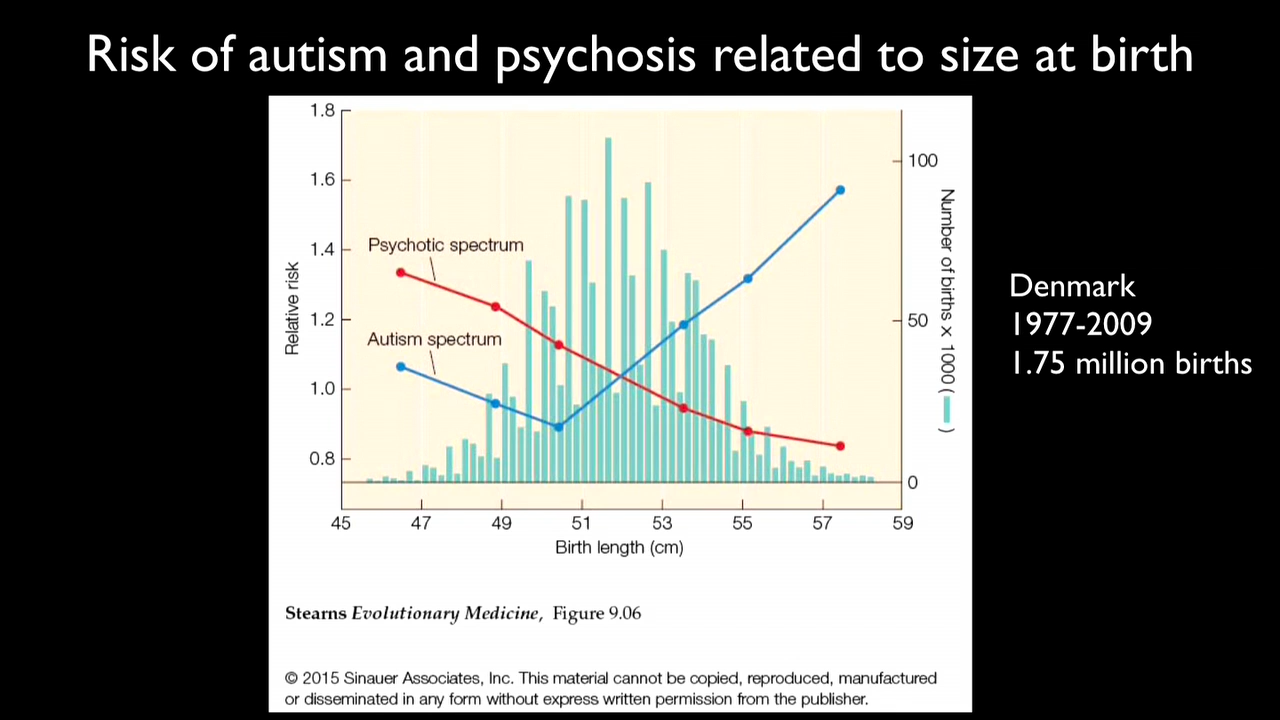 Risk of autism and psychosis related to size at birth
1.8
1.6
1.4
1.2
1.0
0.8
Relative risk
Psychotic spectrum
Autism spectrum
100
50
0
Number of births x 1000 ( )
45 47 49 51 53 55 57 59
Birth length (cm)
Denmark
1977-2009
1.75 million births
Stearns Evolutionary Medicine, Figure 9.06
© 2015 Sinauer Associates, Inc. This material cannot be copied, reproduced, manufactured
or disseminated in any form without express written permission from the publisher.